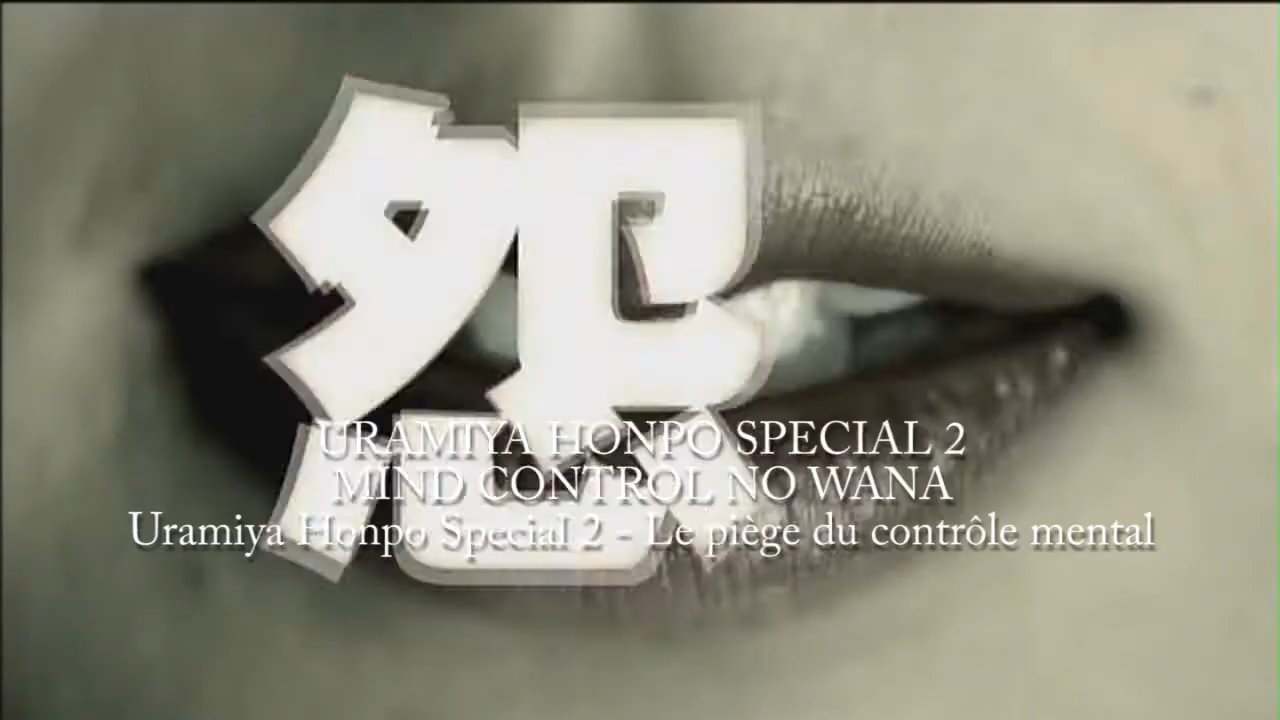 怨
URAMIYA HONPO SPECIAL 2
MIND CONTROL NO WANA
Uramiya Honpo Special 2 - Le piège du contrôle mental